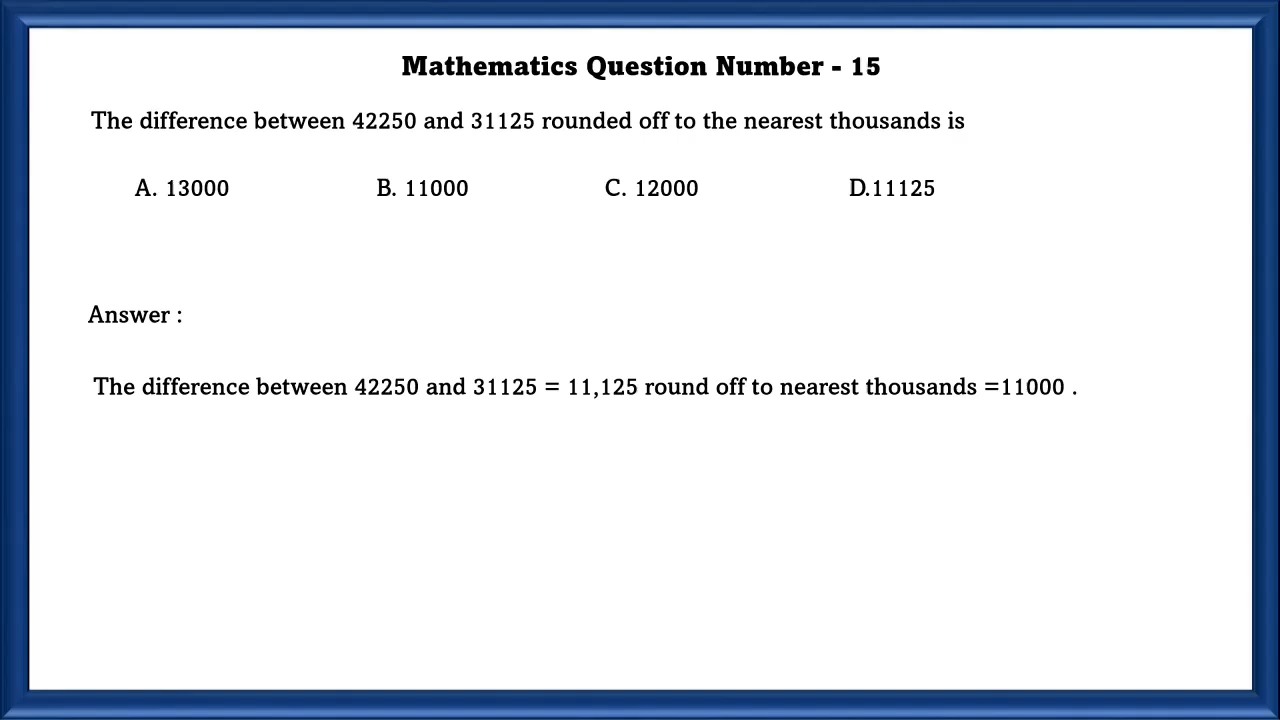 Mathematics Question Number - 15
The difference between 42250 and 31125 rounded off to the nearest thousands is
A. 13000 B. 11000 C. 12000 D.11125
Answer :
The difference between 42250 and 31125 = 11,125 round off to nearest thousands =11000 .